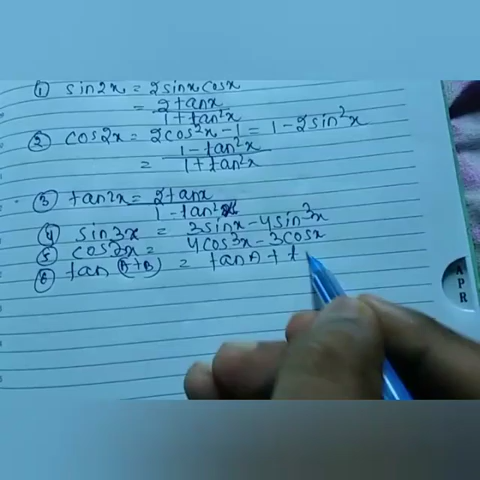 ① sin2x = 2sinx cosx
= 2tanx / 1+tan²x
② cos2x = 2cos²x-1 = 1-2sin²x
= 1-tan²x / 1+tan²x
③ tan2x = 2tanx / 1-tan²x
④ sin3x = 3sinx-4sin³x
⑤ cos3x = 4cos³x-3cosx
⑥ tan(A+B) = tanA+t
APR